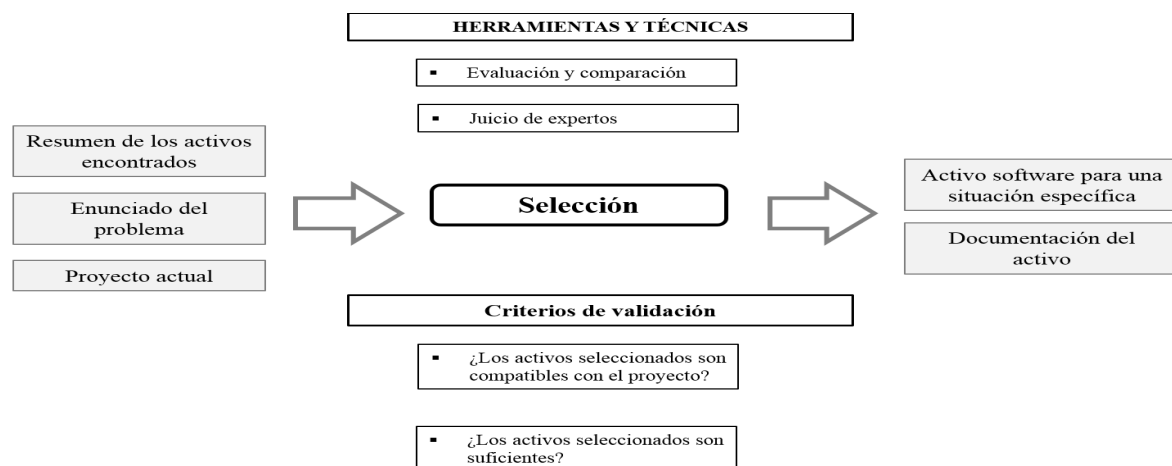 HERRAMIENTAS Y TÉCNICAS
▪ Evaluación y comparación
▪ Juicio de expertos
Resumen de los activos
encontrados
Enunciado del
problema
Proyecto actual
Selección
Activo software para una
situación específica
Documentación del
activo
Criterios de validación
▪ ¿Los activos seleccionados son
compatibles con el proyecto?
▪ ¿Los activos seleccionados son
suficientes?